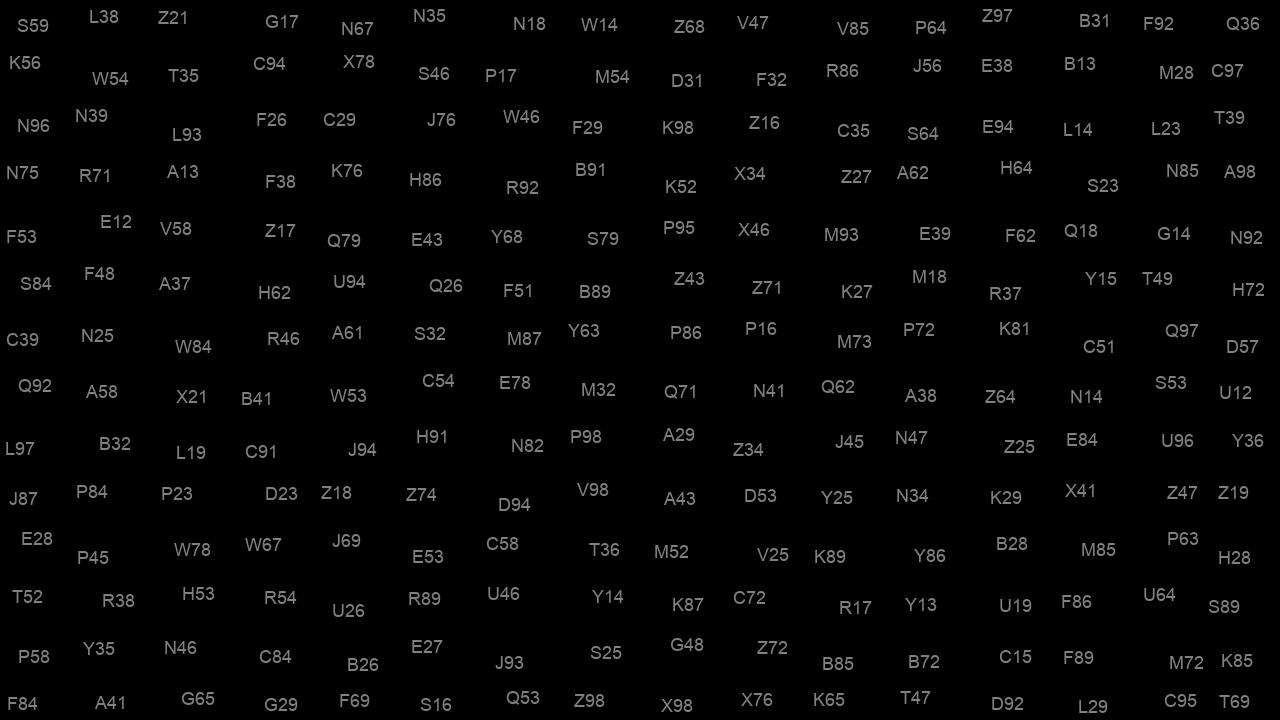 S59 L38 Z21 G17 N67 N35 N18 W14 Z68 V47 V85 P64 Z97 B31 F92 Q36
K56 W54 T35 C94 X78 S46 P17 M54 D31 F32 R86 J56 E38 B13 M28 C97
N96 N39 L93 F26 C29 J76 W46 F29 K98 Z16 C35 S64 E94 L14 L23 T39
N75 R71 A13 F38 K76 H86 R92 B91 K52 X34 Z27 A62 H64 S23 N85 A98
F53 E12 V58 Z17 Q79 E43 Y68 S79 P95 X46 M93 E39 F62 Q18 G14 N92
S84 F48 A37 H62 U94 Q26 F51 B89 Z43 Z71 K27 M18 R37 Y15 T49 H72
C39 N25 W84 R46 A61 S32 M87 Y63 P86 P16 M73 P72 K81 C51 Q97 D57
Q92 A58 X21 B41 W53 C54 E78 M32 Q71 N41 Q62 A38 Z64 N14 S53 U12
L97 B32 L19 C91 J94 H91 N82 P98 A29 Z34 J45 N47 Z25 E84 U96 Y36
J87 P84 P23 D23 Z18 Z74 D94 V98 A43 D53 Y25 N34 K29 X41 Z47 Z19
E28 P45 W78 W67 J69 E53 C58 T36 M52 V25 K89 Y86 B28 M85 P63 H28
T52 R38 H53 R54 U26 R89 U46 Y14 K87 C72 R17 Y13 U19 F86 U64 S89
P58 Y35 N46 C84 B26 E27 J93 S25 G48 Z72 B85 B72 C15 F89 M72 K85
F84 A41 G65 G29 F69 S16 Q53 Z98 X98 X76 K65 T47 D92 L29 C95 T69